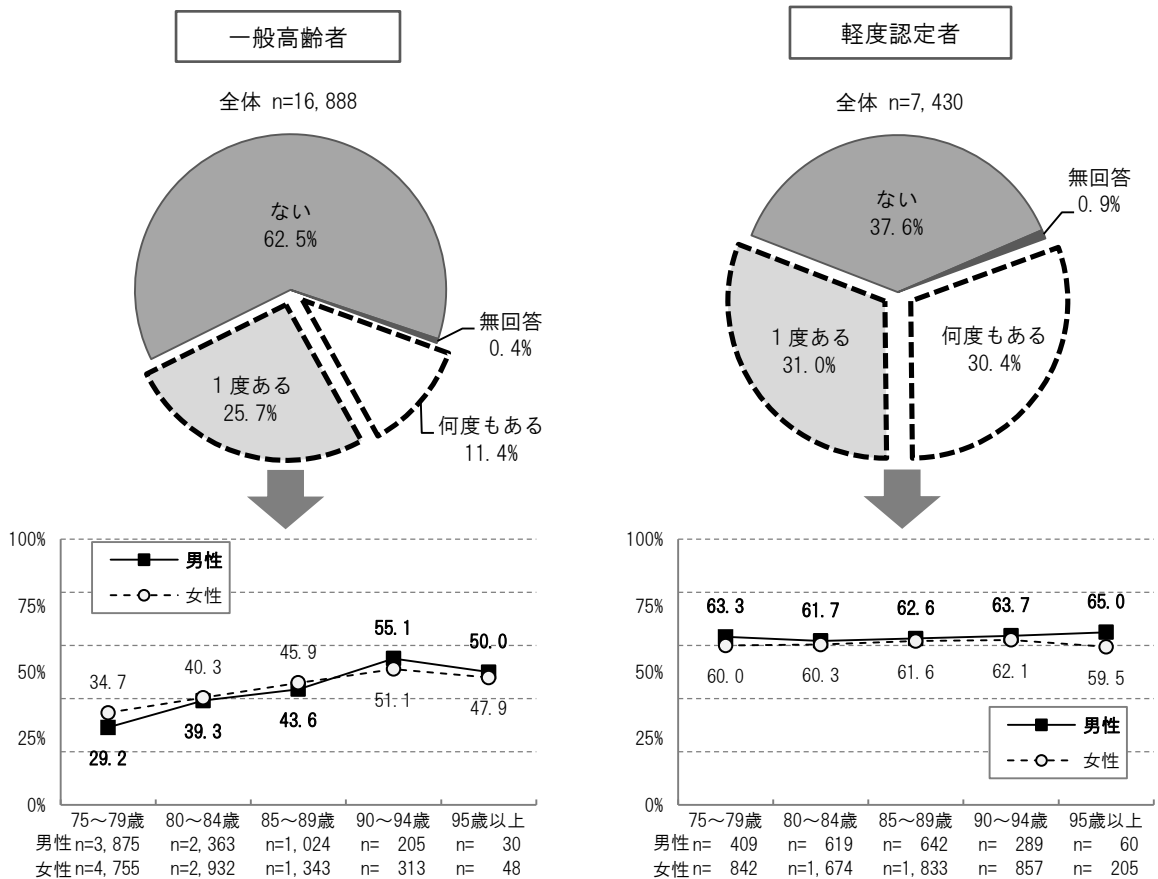 一般高齢者
全体 n=16,888
ない
62.5%
無回答
0.4%
1度ある
25.7%
何度もある
11.4%
100%
75%
50%
25%
0%
男性
女性
34.7
40.3
45.9
55.1
50.0
29.2
39.3
43.6
51.1
47.9
75～79歳 80～84歳 85～89歳 90～94歳 95歳以上
男性 n=3,875 n=2,363 n=1,024 n= 205 n= 30
女性 n=4,755 n=2,932 n=1,343 n= 313 n= 48
軽度認定者
全体 n=7,430
無回答
0.9%
ない
37.6%
1度ある
31.0%
何度もある
30.4%
100%
75%
50%
25%
0%
63.3
61.7
62.6
63.7
65.0
60.0
60.3
61.6
62.1
59.5
男性
女性
75～79歳 80～84歳 85～89歳 90～94歳 95歳以上
男性 n= 409 n= 619 n= 642 n= 289 n= 60
女性 n= 842 n=1,674 n=1,833 n= 857 n= 205